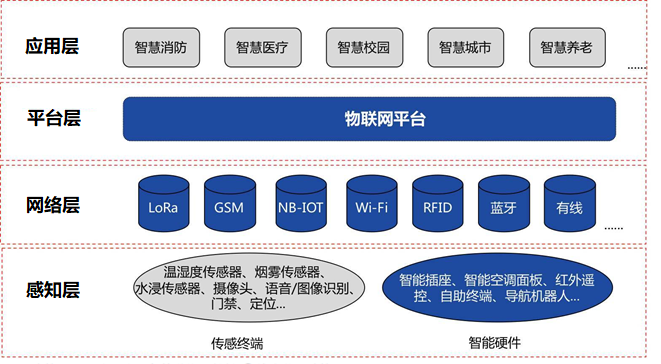 应用层
智慧消防
智慧医疗
智慧校园
智慧城市
智慧养老
......
平台层
物联网平台
网络层
LoRa
GSM
NB-IOT
Wi-Fi
RFID
蓝牙
有线
......
感知层
温湿度传感器、烟雾传感器、
水浸传感器、摄像头、语音/图像识别、
门禁、定位...
智能插座、智能空调面板、红外遥
控、自助终端、导航机器人...
传感终端
智能硬件